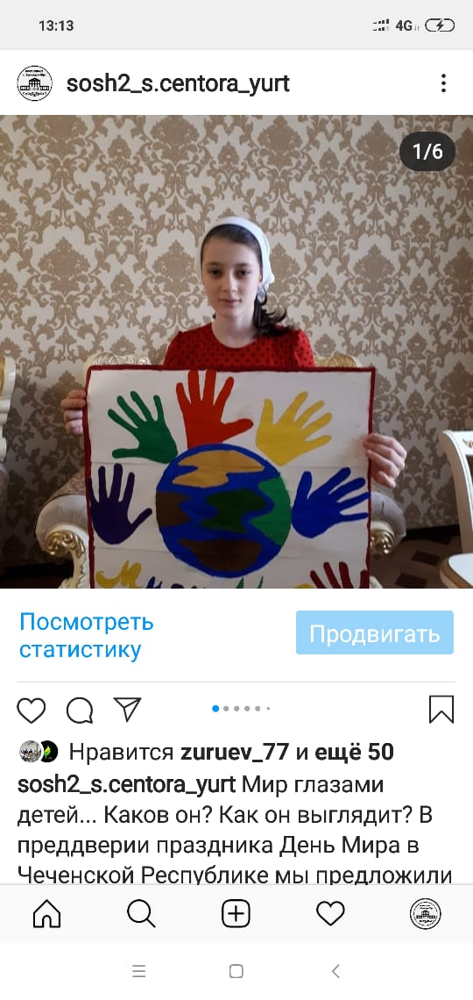 13:13
4G
sosh2_s.centora_yurt
1/6
Посмотреть
статистику
Продвигать
Нравится zuruev_77 и ещё 50
sosh2_s.centora_yurt Мир глазами
детей... Каков он? Как он выглядит? В
преддверии праздника День Мира в
Чеченской Республике мы предложили